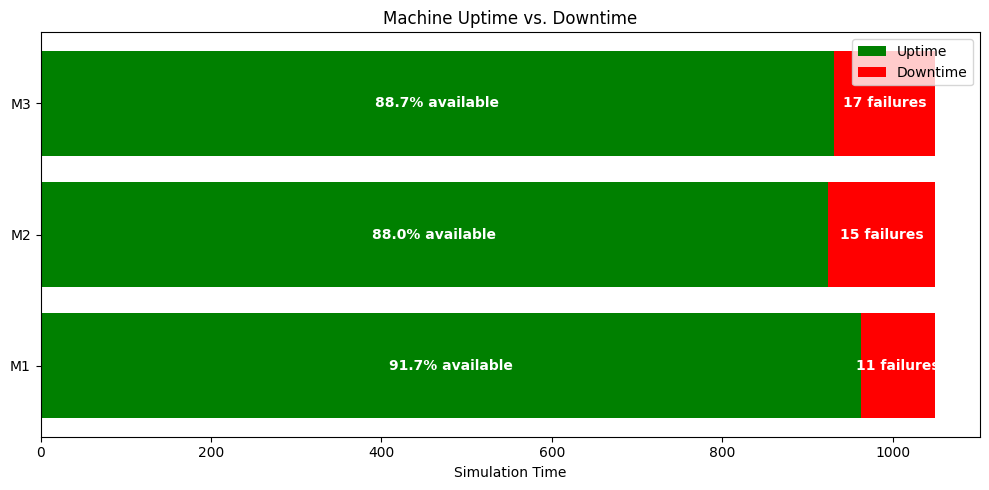 Machine Uptime vs. Downtime
Uptime
Downtime
M3
88.7% available
17 failures
M2
88.0% available
15 failures
M1
91.7% available
11 failures
0 200 400 600 800 1000
Simulation Time